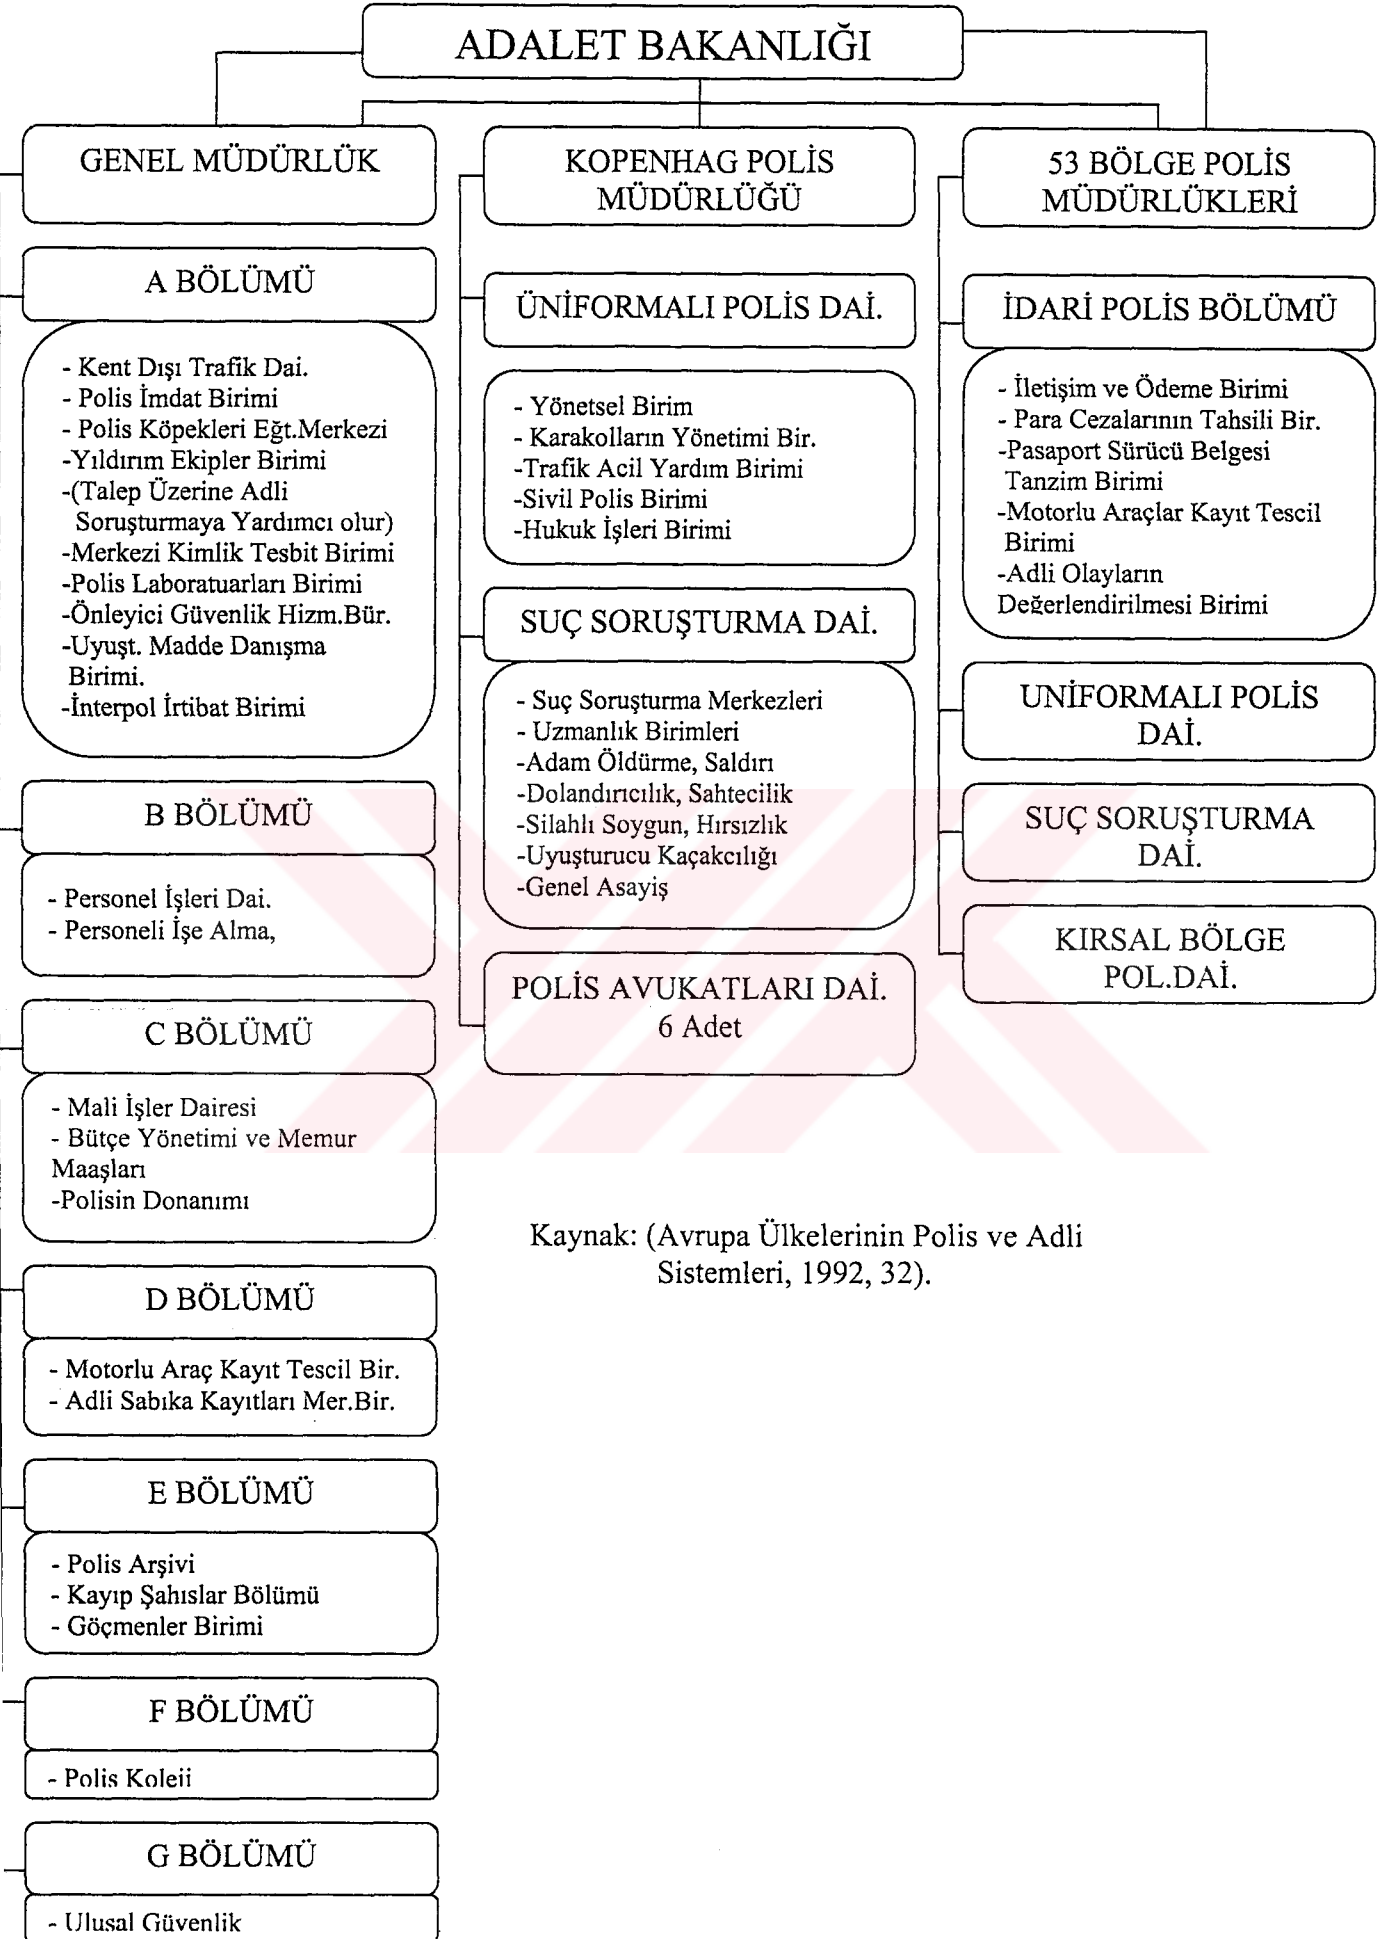 ADALET BAKANLIĞI
GENEL MÜDÜRLÜK
A BÖLÜMÜ
- Kent Dışı Trafik Dai.
- Polis İmdat Birimi
- Polis Köpekleri Eğt.Merkezi
-Yıldırım Ekipler Birimi
-(Talep Üzerine Adli
Soruşturmaya Yardımcı olur)
-Merkezi Kimlik Tesbit Birimi
-Polis Laboratuarları Birimi
-Önleyici Güvenlik Hizm.Bür.
-Uyuşt. Madde Danışma
Birimi.
-İnterpol İrtibat Birimi
B BÖLÜMÜ
- Personel İşleri Dai.
- Personeli İşe Alma,
C BÖLÜMÜ
- Mali İşler Dairesi
- Bütçe Yönetimi ve Memur
Maaşları
-Polisin Donanımı
D BÖLÜMÜ
- Motorlu Araç Kayıt Tescil Bir.
- Adli Sabıka Kayıtları Mer.Bir.
E BÖLÜMÜ
- Polis Arşivi
- Kayıp Şahıslar Bölümü
- Göçmenler Birimi
F BÖLÜMÜ
- Polis Koleji
G BÖLÜMÜ
- Ulusal Güvenlik
KOPENHAG POLİS
MÜDÜRLÜĞÜ
ÜNİFORMALI POLİS DAİ.
- Yönetsel Birim
- Karakolların Yönetimi Bir.
-Trafik Acil Yardım Birimi
-Sivil Polis Birimi
-Hukuk İşleri Birimi
SUÇ SORUŞTURMA DAİ.
- Suç Soruşturma Merkezleri
- Uzmanlık Birimleri
-Adam Öldürme, Saldırı
-Dolandırıcılık, Sahtecilik
-Silahlı Soygun, Hırsızlık
-Uyuşturucu Kaçakcılığı
-Genel Asayiş
POLİS AVUKATLARI DAİ.
6 Adet
53 BÖLGE POLİS
MÜDÜRLÜKLERİ
İDARİ POLİS BÖLÜMÜ
- İletişim ve Ödeme Birimi
- Para Cezalarının Tahsili Bir.
-Pasaport Sürücü Belgesi
Tanzim Birimi
-Motorlu Araçlar Kayıt Tescil
Birimi
-Adli Olayların
Değerlendirilmesi Birimi
UNİFORMALI POLİS
DAİ.
SUÇ SORUŞTURMA
DAİ.
KIRSAL BÖLGE
POL.DAİ.
Kaynak: (Avrupa Ülkelerinin Polis ve Adli
Sistemleri, 1992, 32).